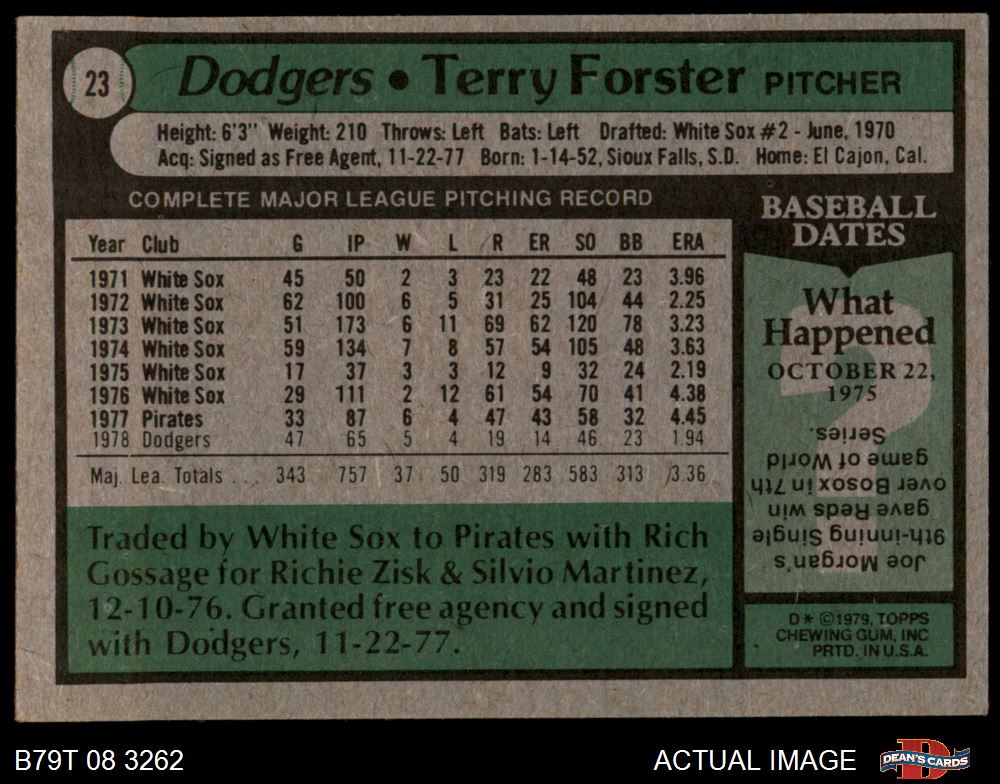 23
Dodgers • Terry Forster PITCHER
Height: 6'3" Weight: 210 Throws: Left Bats: Left Drafted: White Sox #2 - June, 1970
Acq: Signed as Free Agent, 11-22-77 Born: 1-14-52, Sioux Falls, S.D. Home: El Cajon, Cal.
COMPLETE MAJOR LEAGUE PITCHING RECORD
Year Club G IP W L R ER SO BB ERA
1971 White Sox 45 50 2 3 23 22 48 23 3.96
1972 White Sox 62 100 6 5 31 25 104 44 2.25
1973 White Sox 51 173 6 11 69 62 120 78 3.23
1974 White Sox 59 134 7 8 57 54 105 48 3.63
1975 White Sox 17 37 3 3 12 9 32 24 2.19
1976 White Sox 29 111 2 12 61 54 70 41 4.38
1977 Pirates 33 87 6 4 47 43 58 32 4.45
1978 Dodgers 47 65 5 4 19 14 46 23 1.94
Maj. Lea. Totals . . . 343 757 37 50 319 283 583 313 3.36
Traded by White Sox to Pirates with Rich
Gossage for Richie Zisk & Silvio Martinez,
12-10-76. Granted free agency and signed
with Dodgers, 11-22-77.
BASEBALL
DATES
What
Happened
OCTOBER 22,
1975
Joe Morgan's
9th-inning single
gave Reds win
over Bosox in 7th
game of World
Series.
D* ©1979, TOPPS
CHEWING GUM, INC
PRTD. IN U.S.A.
B79T 08 3262
ACTUAL IMAGE
DEAN'S CARDS